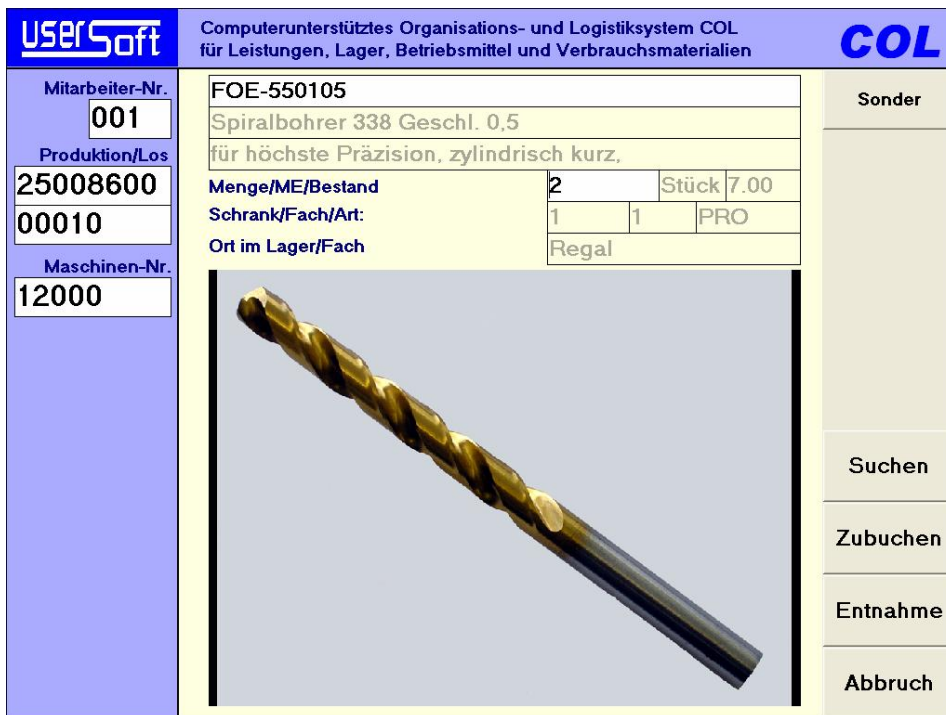 userSoft
Computerunterstütztes Organisations- und Logistiksystem COL
für Leistungen, Lager, Betriebsmittel und Verbrauchsmaterialien
COL
Mitarbeiter-Nr.
001
Produktion/Los
25008600
00010
Maschinen-Nr.
12000
FOE-550105
Spiralbohrer 338 Geschl. 0,5
für höchste Präzision, zylindrisch kurz,
Menge/ME/Bestand 2 Stück 7.00
Schrank/Fach/Art: 1 1 PRO
Ort im Lager/Fach Regal
Sonder
Suchen
Zubuchen
Entnahme
Abbruch